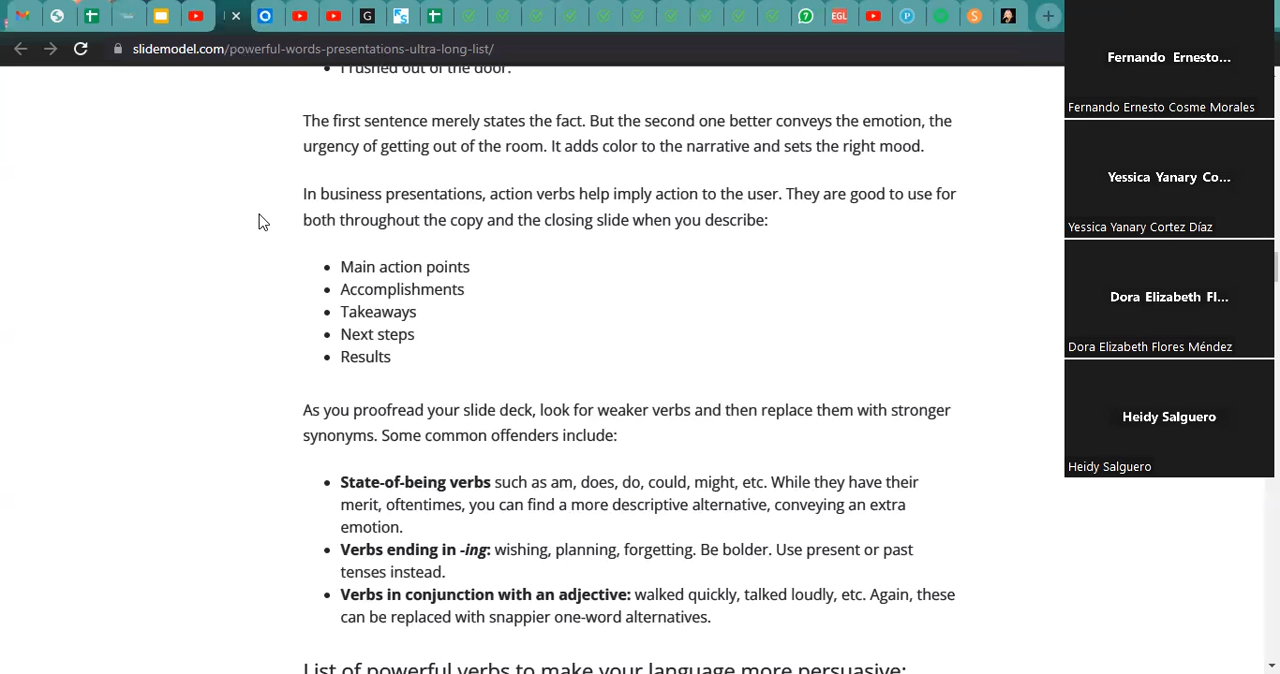 slidemodel.com/powerful-words-presentations-ultra-long-list/
I rushed out of the door.
The first sentence merely states the fact. But the second one better conveys the emotion, the
urgency of getting out of the room. It adds color to the narrative and sets the right mood.
In business presentations, action verbs help imply action to the user. They are good to use for
both throughout the copy and the closing slide when you describe:
Main action points
Accomplishments
Takeaways
Next steps
Results
As you proofread your slide deck, look for weaker verbs and then replace them with stronger
synonyms. Some common offenders include:
State-of-being verbs such as am, does, do, could, might, etc. While they have their
merit, oftentimes, you can find a more descriptive alternative, conveying an extra
emotion.
Verbs ending in -ing: wishing, planning, forgetting. Be bolder. Use present or past
tenses instead.
Verbs in conjunction with an adjective: walked quickly, talked loudly, etc. Again, these
can be replaced with snappier one-word alternatives.
List of powerful verbs to make your language more persuasive:
Fernando Ernesto...
Fernando Ernesto Cosme Morales
Yessica Yanary Co...
Yessica Yanary Cortez Díaz
Dora Elizabeth Fl...
Dora Elizabeth Flores Méndez
Heidy Salguero
Heidy Salguero